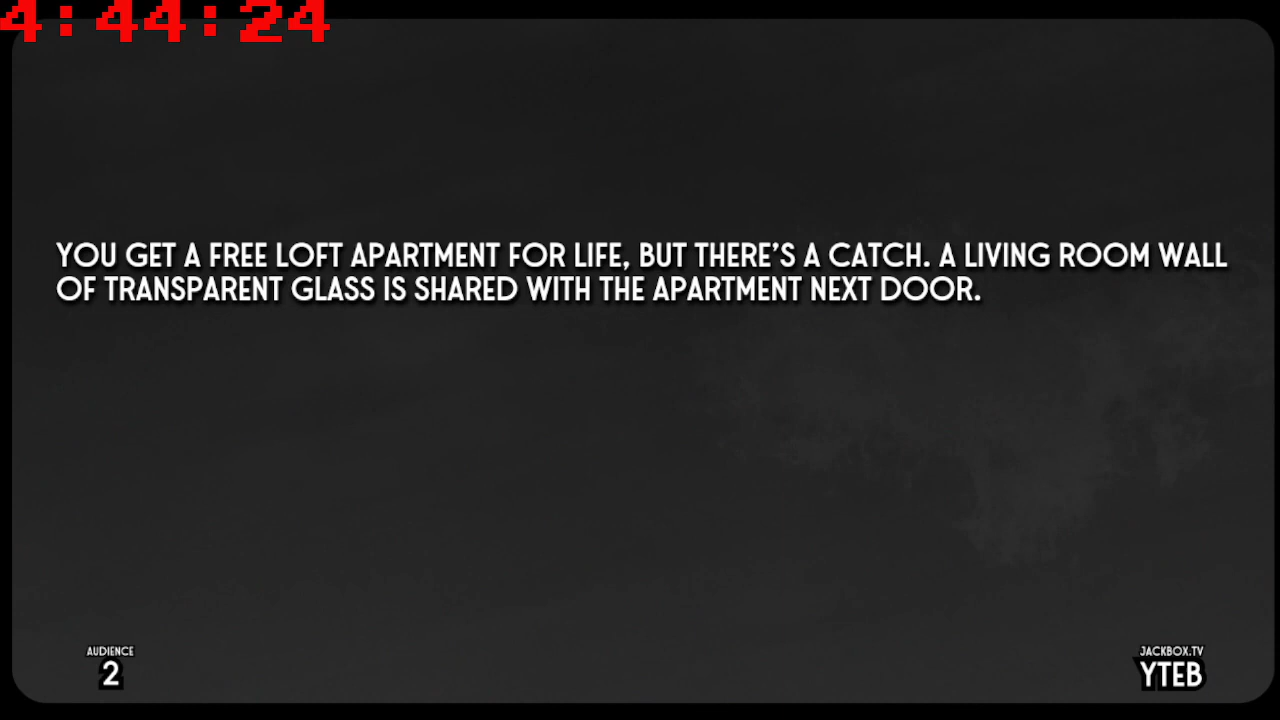 4:44:24
YOU GET A FREE LOFT APARTMENT FOR LIFE, BUT THERE'S A CATCH. A LIVING ROOM WALL
OF TRANSPARENT GLASS IS SHARED WITH THE APARTMENT NEXT DOOR.
AUDIENCE
2
JACKBOX.TV
YTEB